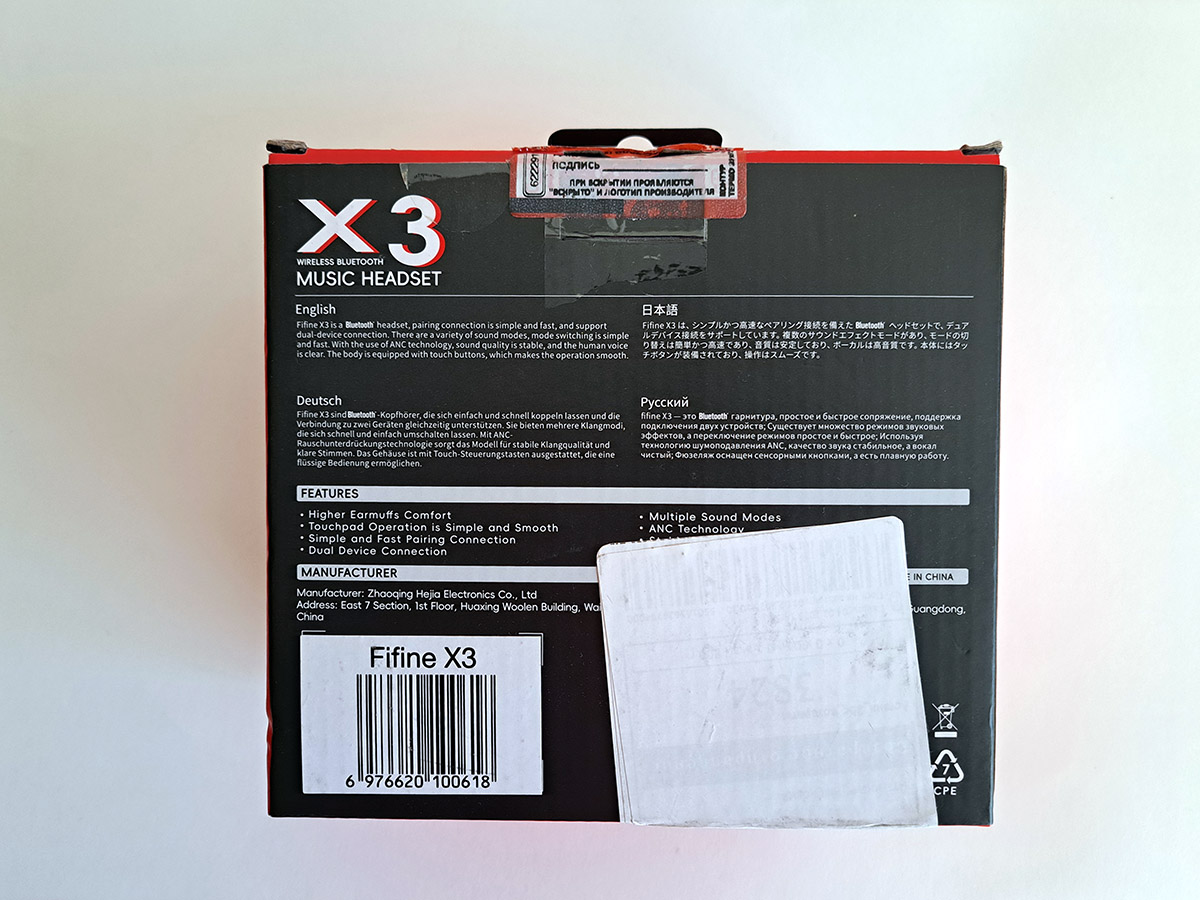 62229
ПОДПИСЬ
ПРИ ВСКРЫТИИ ПРОЯВЛЯЮТСЯ
"ВСКРЫТО" И ЛОГОТИП ПРОИЗВОДИТЕЛЯ
КОНТУР
X3
WIRELESS BLUETOOTH
MUSIC HEADSET
English
Fifine X3 is a Bluetooth® headset, pairing connection is simple and fast, and support
dual-device connection. There are a variety of sound modes, mode switching is simple
and fast. With the use of ANC technology, sound quality is stable, and the human voice
is clear. The body is equipped with touch buttons, which makes the operation smooth.
日本語
Fifine X3 は、シンプルかつ高速なペアリング接続を備えた Bluetooth® ヘッドセットで、デュア
ルデバイス接続をサポートしています。複数のサウンドエフェクトモードがあり、モードの切
り替えは簡単かつ高速であり、音質は安定しており、ボーカルは高音質です。本体にはタッ
チボタンが装備されており、操作はスムーズです。
Deutsch
Fifine X3 sind Bluetooth® -Kopfhörer, die sich einfach und schnell koppeln lassen und die
Verbindung zu zwei Geräten gleichzeitig unterstützen. Sie bieten mehrere Klangmodi,
die sich schnell und einfach umschalten lassen. Mit ANC-
Rauschunterdrückungstechnologie sorgt das Modell für stabile Klangqualität und
klare Stimmen. Das Gehäuse ist mit Touch-Steuerungstasten ausgestattet, die eine
flüssige Bedienung ermöglichen.
Русский
fifine X3 — это Bluetooth® гарнитура, простое и быстрое сопряжение, поддержка
подключения двух устройств; Существует множество режимов звуковых
эффектов, а переключение режимов простое и быстрое; Используя
технологию шумоподавления ANC, качество звука стабильное, а вокал
чистый; Фюзеляж оснащен сенсорными кнопками, а есть плавную работу.
FEATURES
• Higher Earmuffs Comfort
• Touchpad Operation is Simple and Smooth
• Simple and Fast Pairing Connection
• Dual Device Connection
• Multiple Sound Modes
• ANC Technology
MANUFACTURER
IN CHINA
Manufacturer: Zhaoqing Hejia Electronics Co., Ltd
Address: East 7 Section, 1st Floor, Huaxing Woolen Building, Guangdong,
China
Fifine X3
6 976620 100618
7
CPE